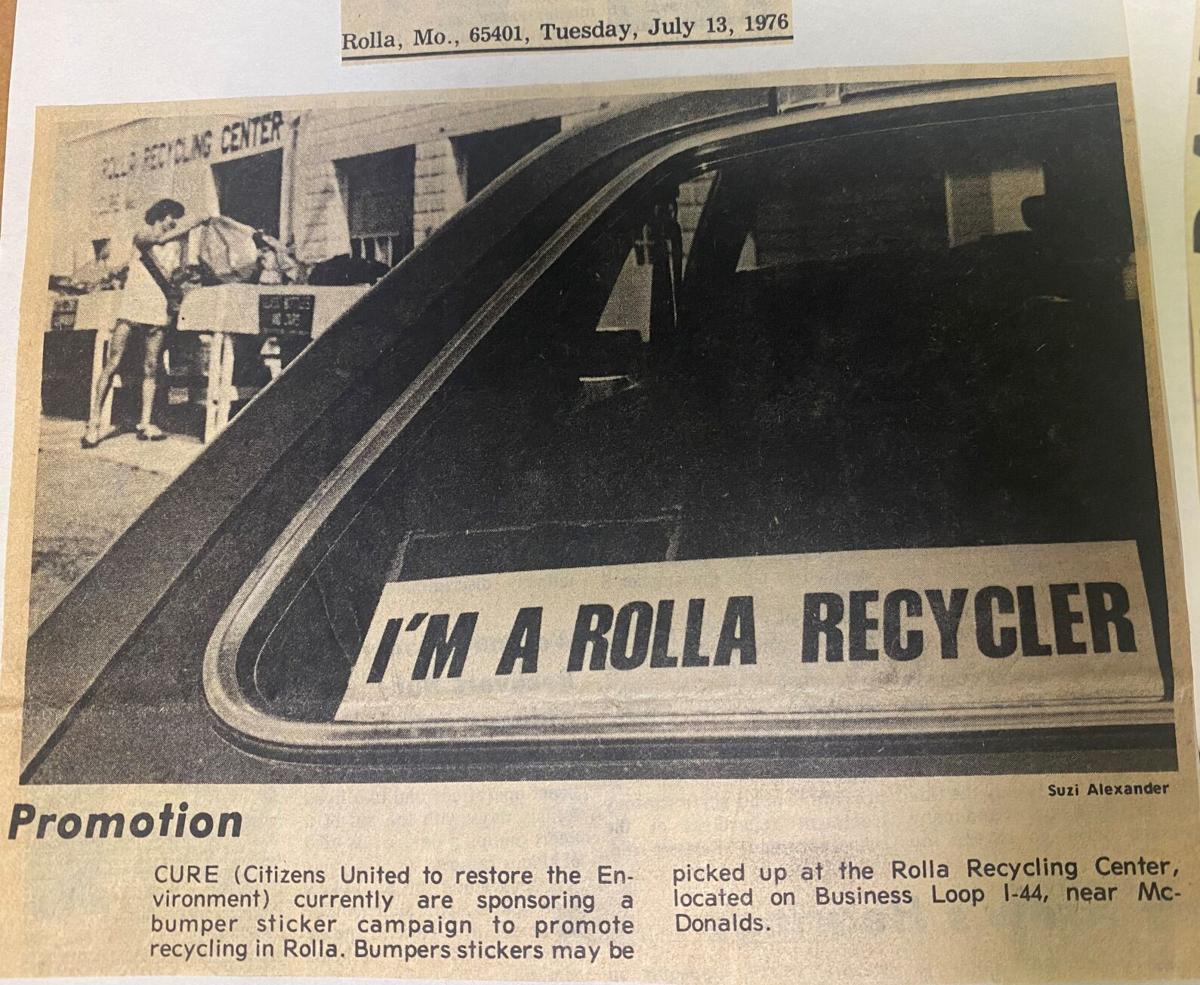 Rolla, Mo., 65401, Tuesday, July 13, 1976
ROLLA RECYCLING CENTER
I'M A ROLLA RECYCLER
Suzi Alexander
Promotion
CURE (Citizens United to restore the En-
vironment) currently are sponsoring a
bumper sticker campaign to promote
recycling in Rolla. Bumpers stickers may be
picked up at the Rolla Recycling Center,
located on Business Loop I-44, near Mc-
Donalds.